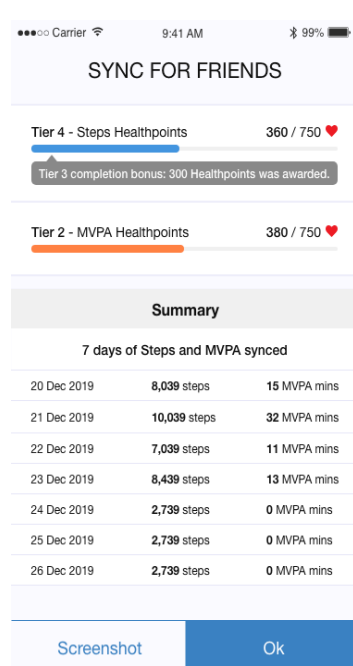 Carrier 9:41 AM 99%
SYNC FOR FRIENDS
Tier 4 - Steps Healthpoints 360 / 750
Tier 3 completion bonus: 300 Healthpoints was awarded.
Tier 2 - MVPA Healthpoints 380 / 750
Summary
7 days of Steps and MVPA synced
20 Dec 2019 8,039 steps 15 MVPA mins
21 Dec 2019 10,039 steps 32 MVPA mins
22 Dec 2019 7,039 steps 11 MVPA mins
23 Dec 2019 8,439 steps 13 MVPA mins
24 Dec 2019 2,739 steps 0 MVPA mins
25 Dec 2019 2,739 steps 0 MVPA mins
26 Dec 2019 2,739 steps 0 MVPA mins
Screenshot Ok